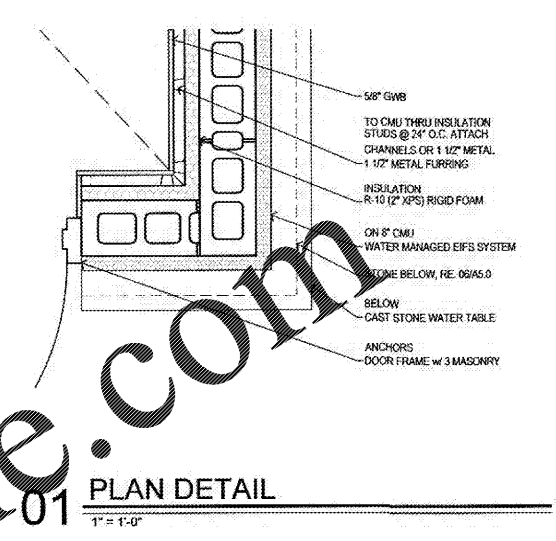 5/8" GWB
TO CMU THRU INSULATION
STUDS @ 24" O.C. ATTACH
CHANNELS OR 1 1/2" METAL
1 1/2" METAL FURRING
INSULATION
R-10 (2" XPS) RIGID FOAM
ON 8" CMU
WATER MANAGED EIFS SYSTEM
STONE BELOW, RE. 06/A5.0
BELOW
CAST STONE WATER TABLE
ANCHORS
DOOR FRAME w/ 3 MASONRY
e.com
01 PLAN DETAIL
1" = 1'-0"